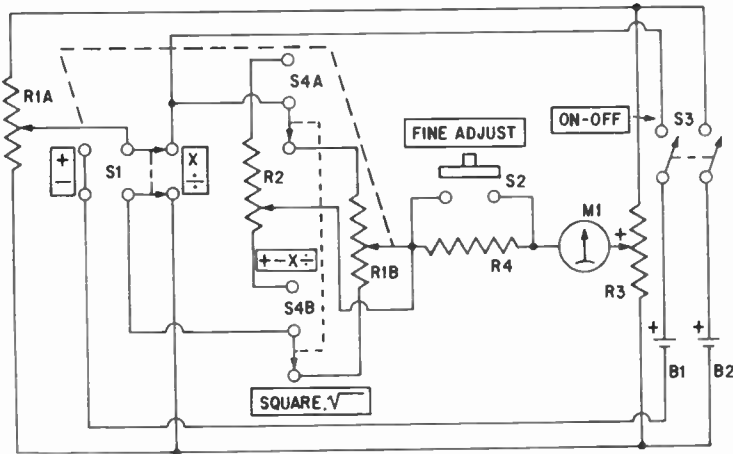 R1A
+
−
S1
X
÷
S4A
R2
+−X÷
S4B
SQUARE, √
R1B
FINE ADJUST
S2
R4
M1
+
R3
ON-OFF
S3
+
B1
+
B2